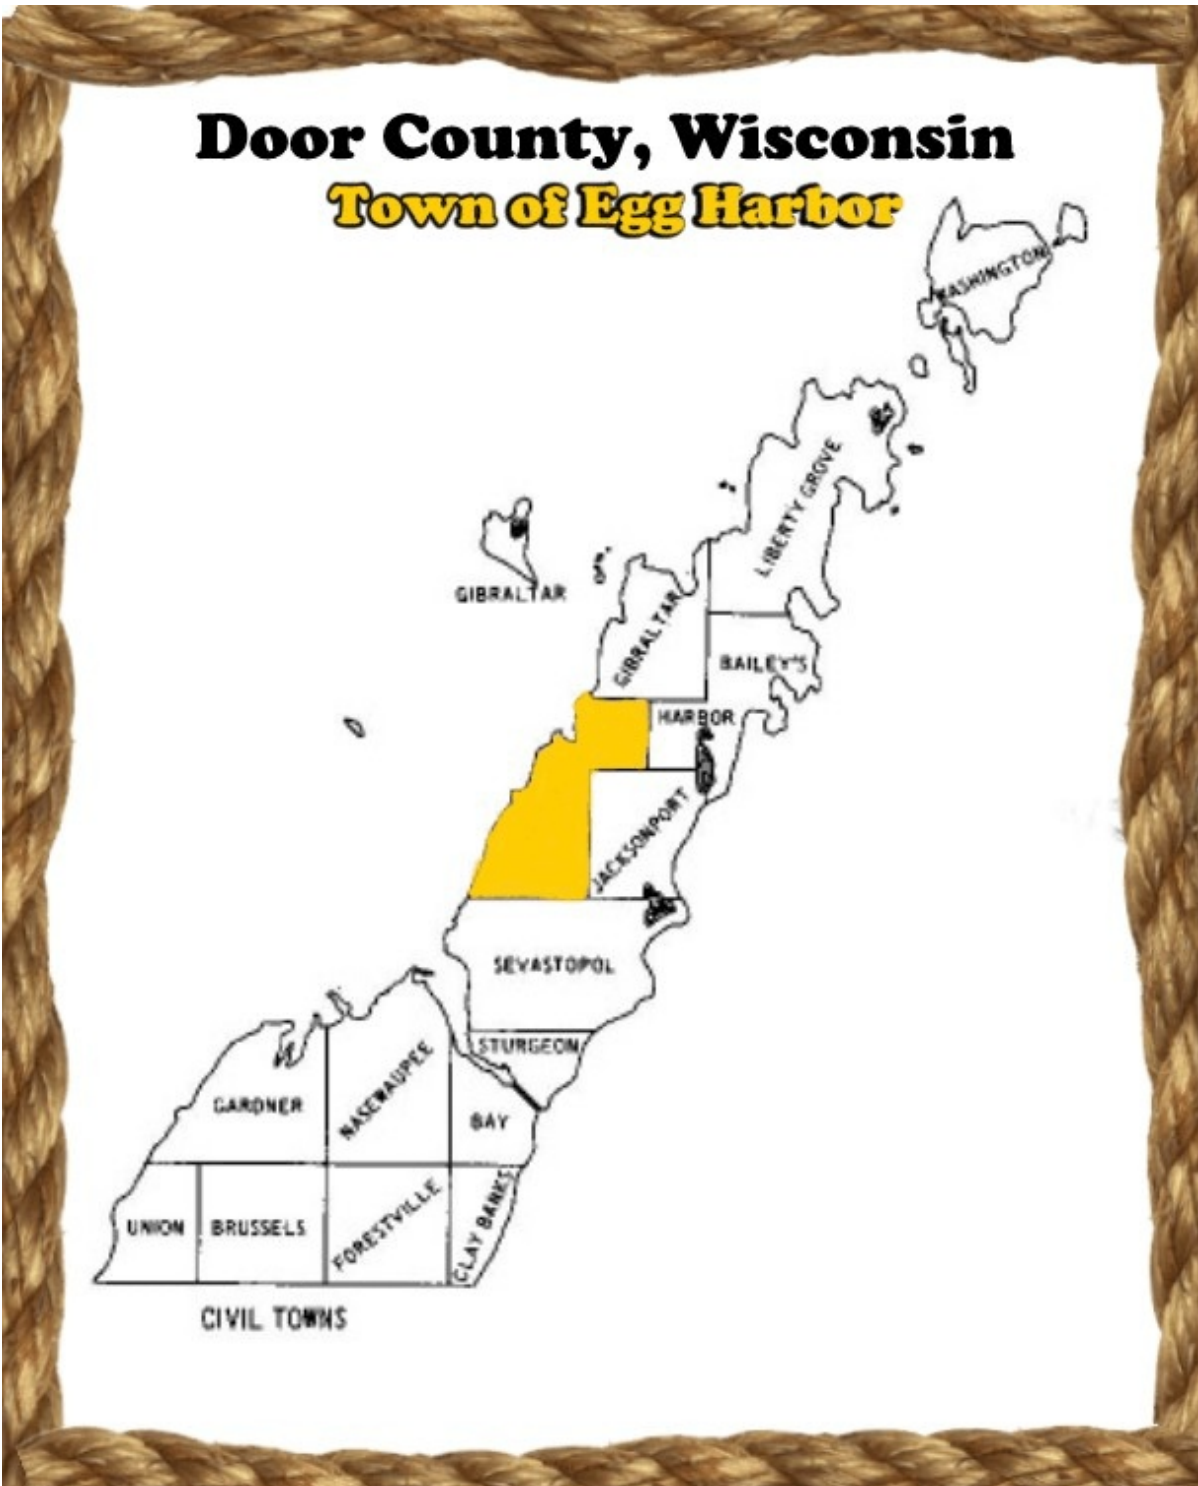 Door County, Wisconsin
Town of Egg Harbor
WASHINGTON
LIBERTY GROVE
GIBRALTAR
GIBRALTAR
BAILEY'S
HARBOR
JACKSONPORT
SEVASTOPOL
STURGEON
BAY
NASEWAUPEE
GARDNER
UNION
BRUSSELS
FORESTVILLE
CLAY BANKS
CIVIL TOWNS